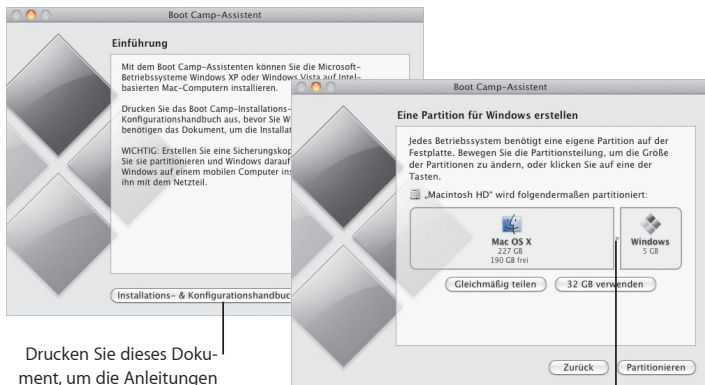 Boot Camp-Assistent
Einführung
Mit dem Boot Camp-Assistenten können Sie die Microsoft-
Betriebssysteme Windows XP oder Windows Vista auf Intel-
basierten Mac-Computern installieren.
Drucken Sie das Boot Camp-Installations-
Konfigurationshandbuch aus, bevor Sie W
benötigen das Dokument, um die Installat
WICHTIG: Erstellen Sie eine Sicherungskop
Sie sie partitionieren und Windows darauf
Windows auf einem mobilen Computer ins
ihn mit dem Netzteil.
Installations- & Konfigurationshandbuc
Drucken Sie dieses Doku-
ment, um die Anleitungen
Boot Camp-Assistent
Eine Partition für Windows erstellen
Jedes Betriebssystem benötigt eine eigene Partition auf der
Festplatte. Bewegen Sie die Partitionsteilung, um die Größe
der Partitionen zu ändern, oder klicken Sie auf eine der
Tasten.
„Macintosh HD" wird folgendermaßen partitioniert:
Mac OS X
227 GB
190 GB frei
Windows
5 GB
Gleichmäßig teilen
32 GB verwenden
Zurück
Partitionieren